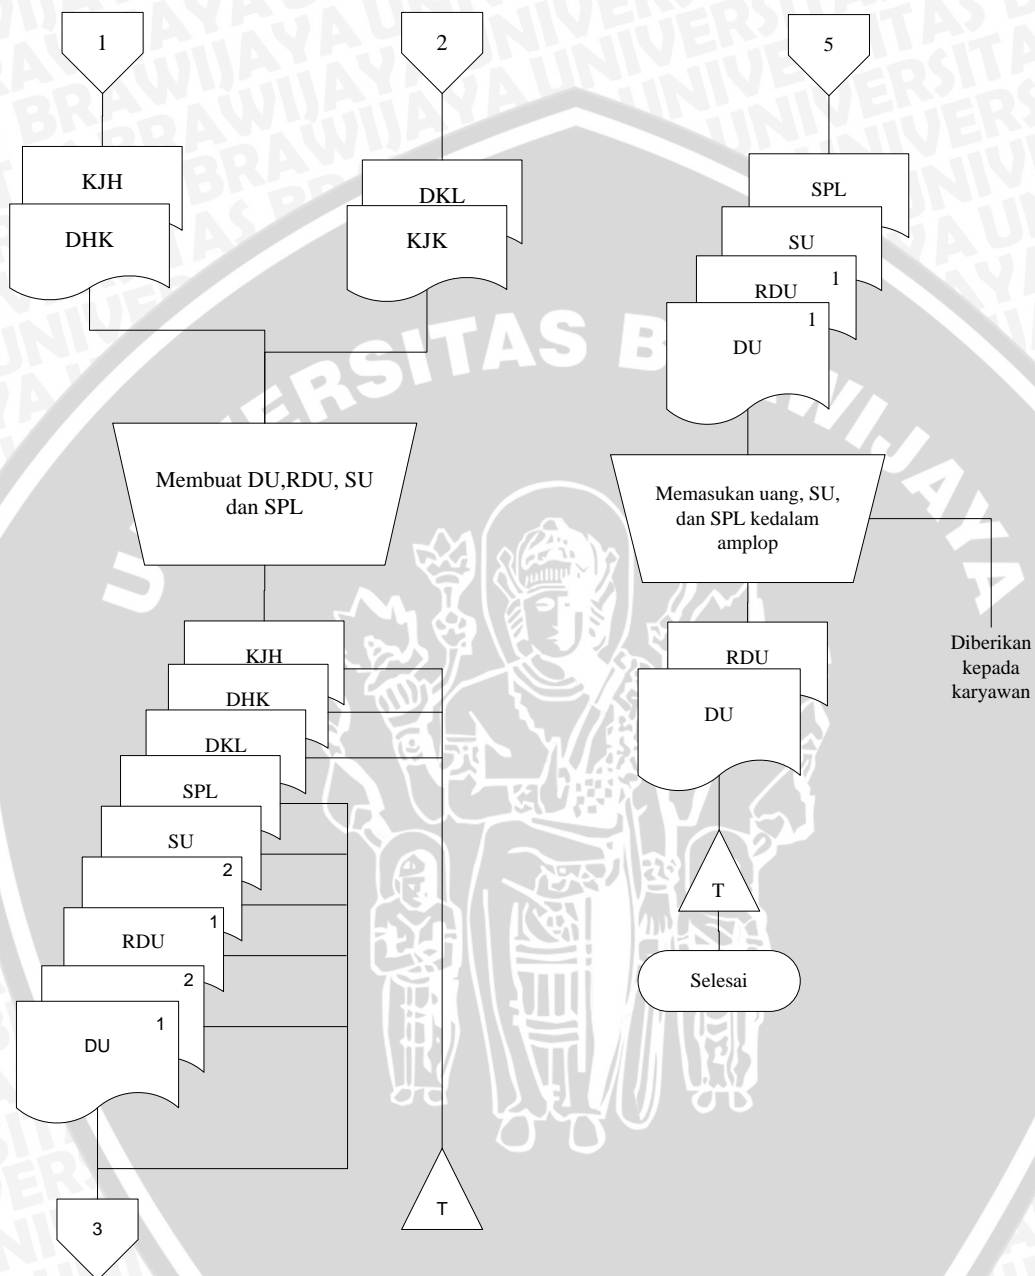 1
KJH
DHK
2
DKL
KJK
Membuat DU,RDU, SU
dan SPL
KJH
DHK
DKL
SPL
SU
2
1
RDU
2
1
DU
3
T
5
SPL
SU
1
RDU
1
DU
Memasukan uang, SU,
dan SPL kedalam
amplop
Diberikan
kepada
karyawan
RDU
DU
T
Selesai
UNIVERSITAS BRAWIJAYA